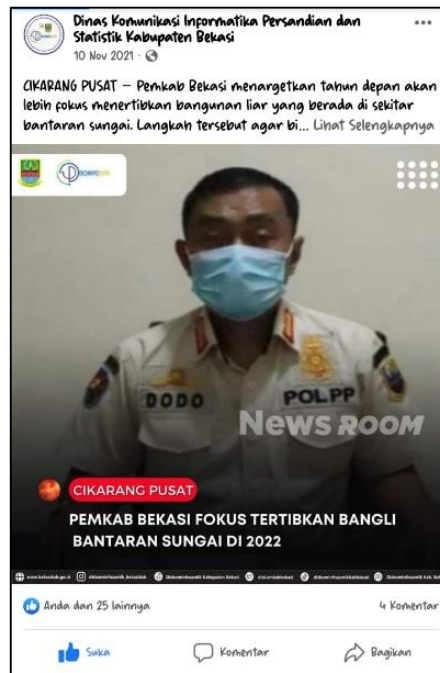 Dinas Komunikasi Informatika Persandian dan
Statistik Kabupaten Bekasi
10 Nov 2021
CIKARANG PUSAT – Pemkab Bekasi menargetkan tahun depan akan
lebih fokus menertibkan bangunan liar yang berada di sekitar
bantaran sungai. Langkah tersebut agar bi... Lihat Selengkapnya
DODO
POL PP
News ROOM
CIKARANG PUSAT
PEMKAB BEKASI FOKUS TERTIBKAN BANGLI
BANTARAN SUNGAI DI 2022
Anda dan 25 lainnya
4 Komentar
Suka
Komentar
Bagikan